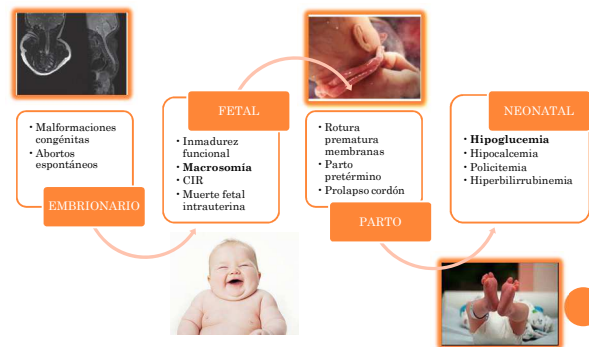 • Malformaciones
congénitas
• Abortos
espontáneos
EMBRIONARIO
FETAL
• Inmadurez
funcional
• Macrosomía
• CIR
• Muerte fetal
intrauterina
• Rotura
prematura
membranas
• Parto
pretérmino
• Prolapso cordón
PARTO
NEONATAL
• Hipoglucemia
• Hipocalcemia
• Policitemia
• Hiperbilirrubinemia